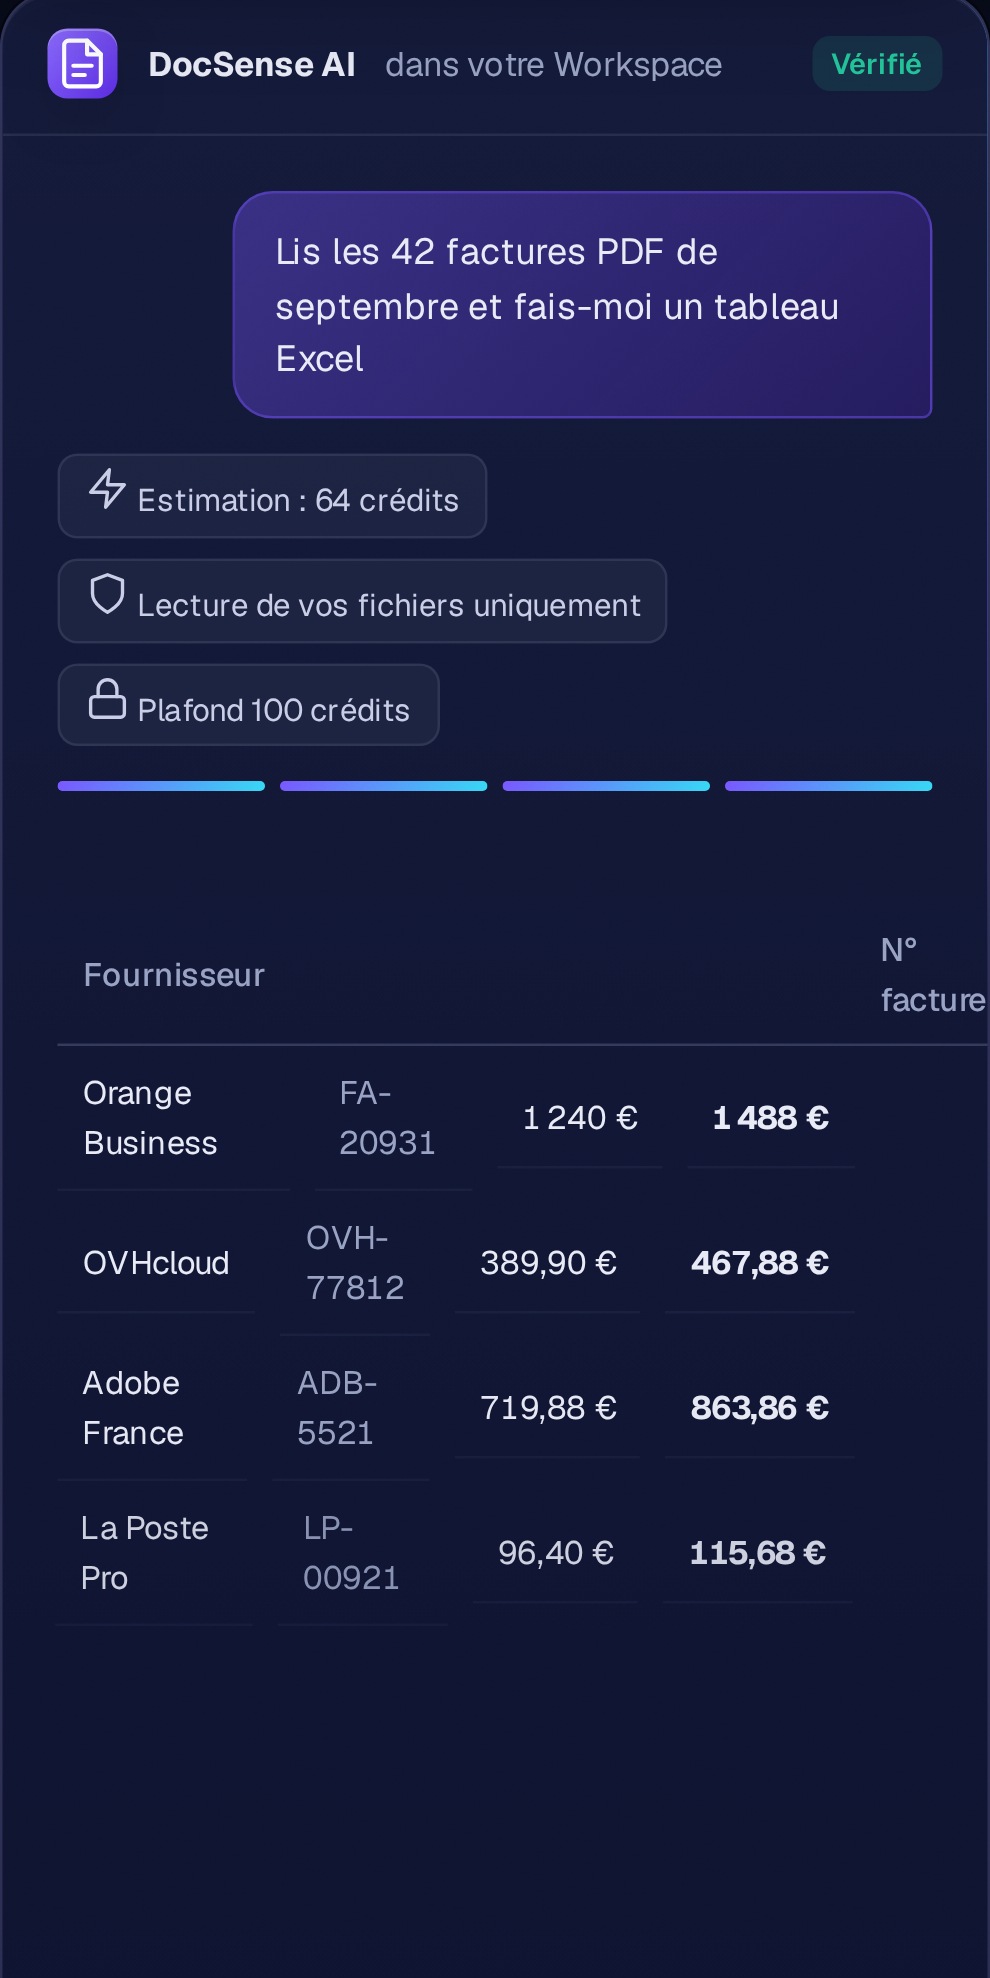 DocSense AI dans votre Workspace Vérifié
Lis les 42 factures PDF de
septembre et fais-moi un tableau
Excel
Estimation : 64 crédits
Lecture de vos fichiers uniquement
Plafond 100 crédits
Fournisseur N° facture
Orange Business FA-20931 1 240 € 1 488 €
OVHcloud OVH-77812 389,90 € 467,88 €
Adobe France ADB-5521 719,88 € 863,86 €
La Poste Pro LP-00921 96,40 € 115,68 €